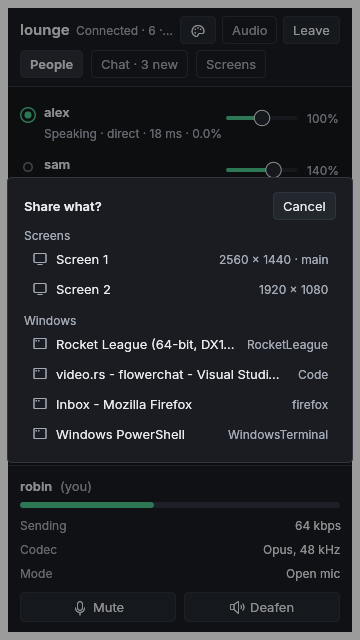 lounge Connected · 6 ·... Audio Leave
People Chat · 3 new Screens
alex
100%
Speaking · direct · 18 ms · 0.0%
sam
140%
Share what? Cancel
Screens
Screen 1 2560 × 1440 · main
Screen 2 1920 × 1080
Windows
Rocket League (64-bit, DX1... RocketLeague
video.rs - flowerchat - Visual Studi... Code
Inbox - Mozilla Firefox firefox
Windows PowerShell WindowsTerminal
robin (you)
Sending 64 kbps
Codec Opus, 48 kHz
Mode Open mic
Mute Deafen